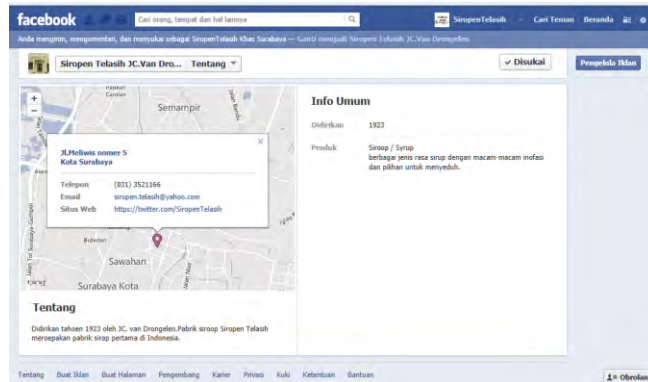 facebook
Cari orang, tempat dan hal lainnya
SiropenTelasih
Cari Teman
Beranda
Anda mengirim, mengomentari, dan menyukai sebagai SiropenTelasih Khas Surabaya — Ganti menjadi Siropen Telasih JC.Van Drongelen
Siropen Telasih JC.Van Dro...
Tentang
Disukai
Pengelola Iklan
+
-
Semampir
JLMeliwis nomer 5
Kota Surabaya
Telepon (031) 3521166
Email siropen.telasih@yahoo.com
Situs Web https://twitter.com/SiropenTelasih
Bubutan
Sawahan
Surabaya Kota
bing
Info Umum
Didirikan 1923
Produk Siroop / Syrup
berbagai jenis rasa sirup dengan macam-macam inofasi
dan pilihan untuk menyeduh.
Tentang
Didirikan tahoen 1923 oleh JC. van Drongelen.Pabrik siroop Siropen Telasih
meroepakan pabrik sirop pertama di Indonesia.
Tentang Buat Iklan Buat Halaman Pengembang Karier Privasi Kuki Ketentuan Bantuan
Obrolan